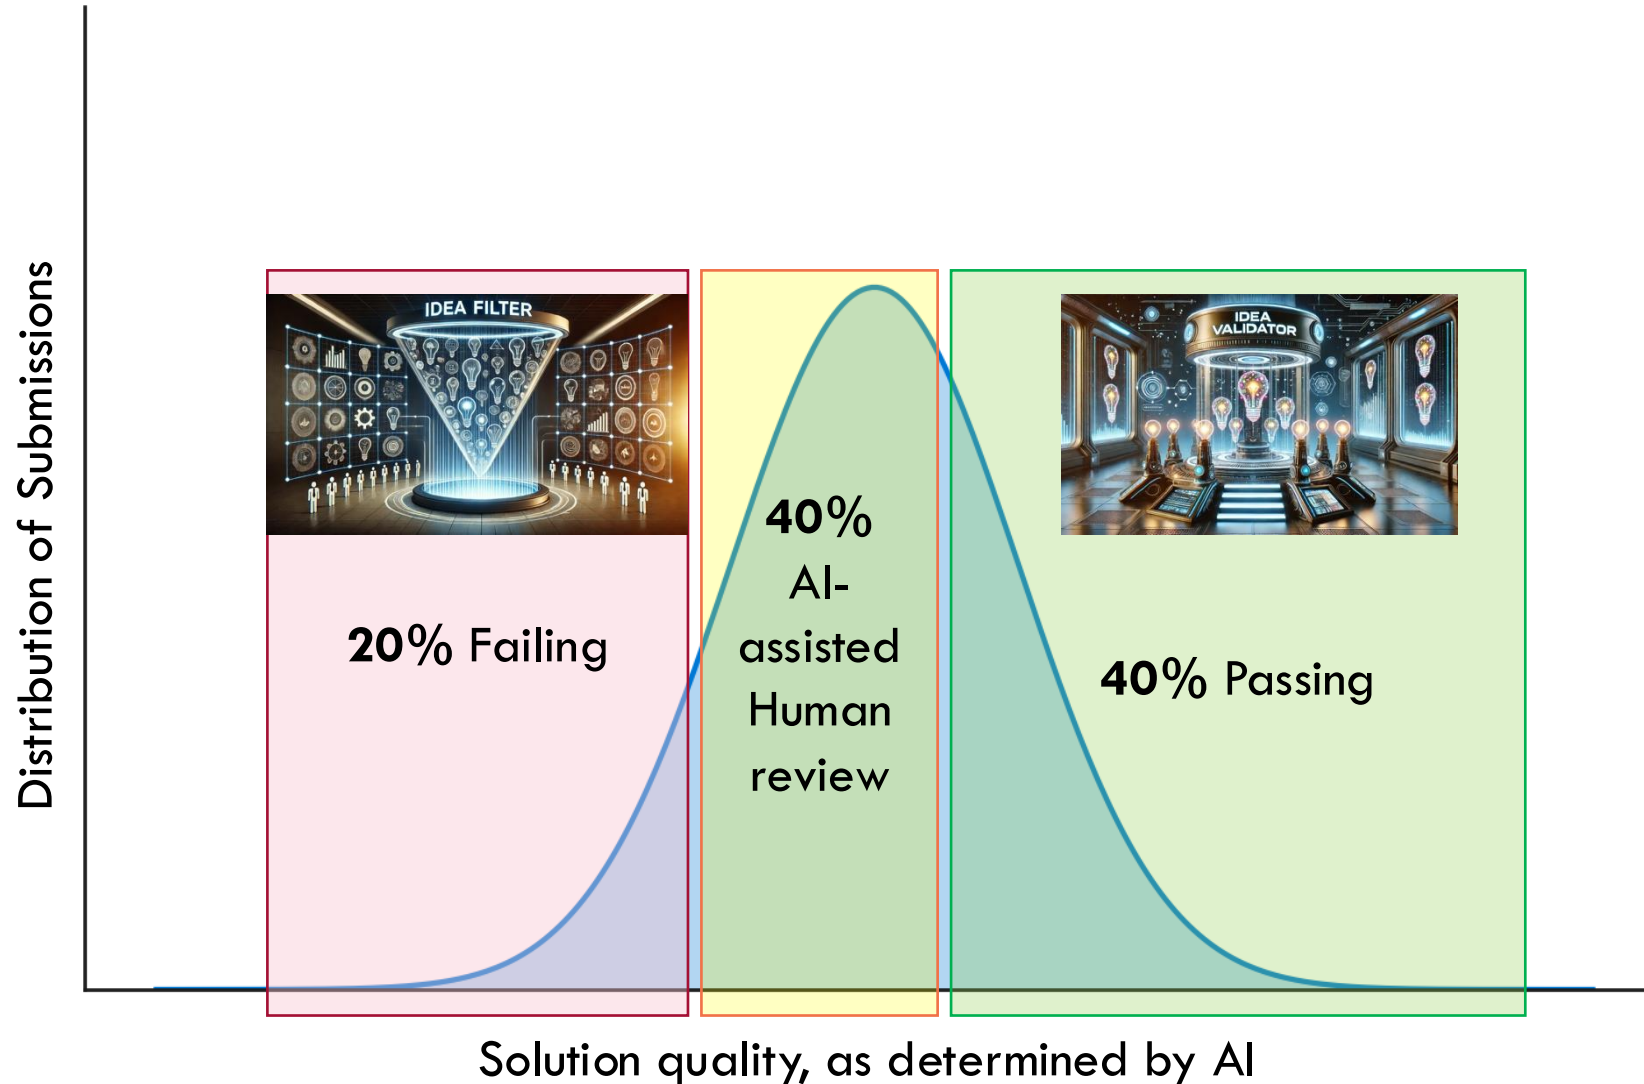 Distribution of Submissions
IDEA FILTER
20% Failing
40%
AI-
assisted
Human
review
IDEA
VALIDATOR
40% Passing
Solution quality, as determined by AI